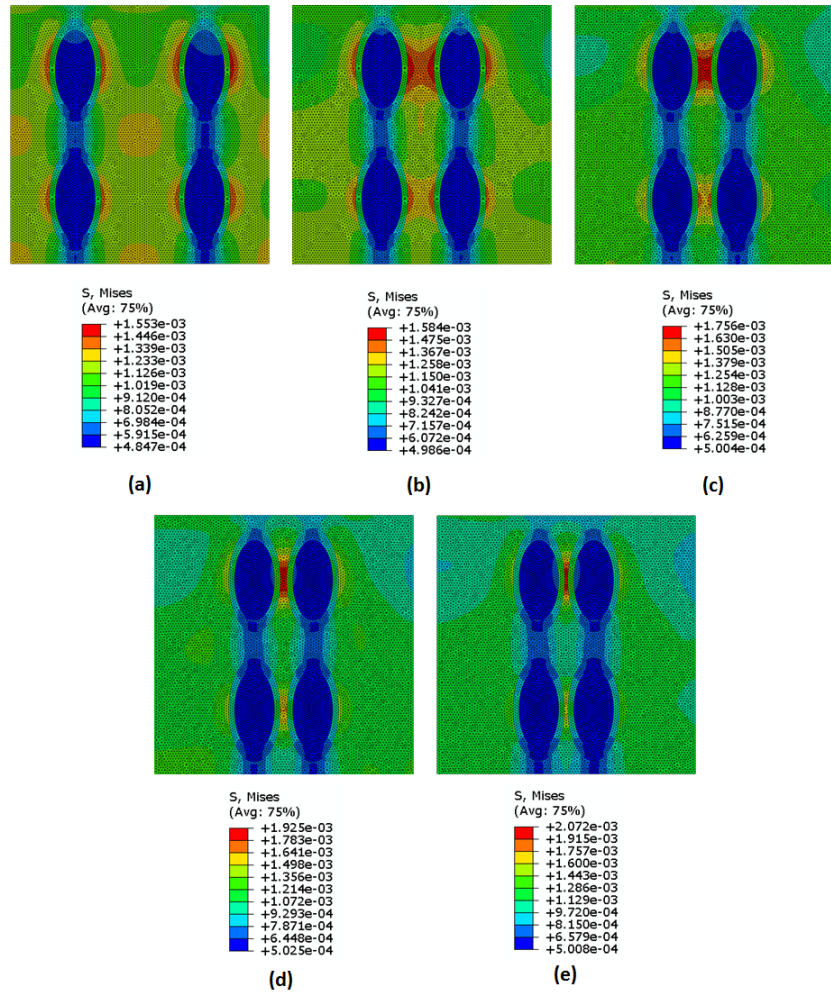 S, Mises
(Avg: 75%)
+1.553e-03
+1.446e-03
+1.339e-03
+1.233e-03
+1.126e-03
+1.019e-03
+9.120e-04
+8.052e-04
+6.984e-04
+5.915e-04
+4.847e-04
(a)
S, Mises
(Avg: 75%)
+1.584e-03
+1.475e-03
+1.367e-03
+1.258e-03
+1.150e-03
+1.041e-03
+9.327e-04
+8.242e-04
+7.157e-04
+6.072e-04
+4.986e-04
(b)
S, Mises
(Avg: 75%)
+1.756e-03
+1.630e-03
+1.505e-03
+1.379e-03
+1.254e-03
+1.128e-03
+1.003e-03
+8.770e-04
+7.515e-04
+6.259e-04
+5.004e-04
(c)
S, Mises
(Avg: 75%)
+1.925e-03
+1.783e-03
+1.641e-03
+1.498e-03
+1.356e-03
+1.214e-03
+1.072e-03
+9.293e-04
+7.871e-04
+6.448e-04
+5.025e-04
(d)
S, Mises
(Avg: 75%)
+2.072e-03
+1.915e-03
+1.757e-03
+1.600e-03
+1.443e-03
+1.286e-03
+1.129e-03
+9.720e-04
+8.150e-04
+6.579e-04
+5.008e-04
(e)